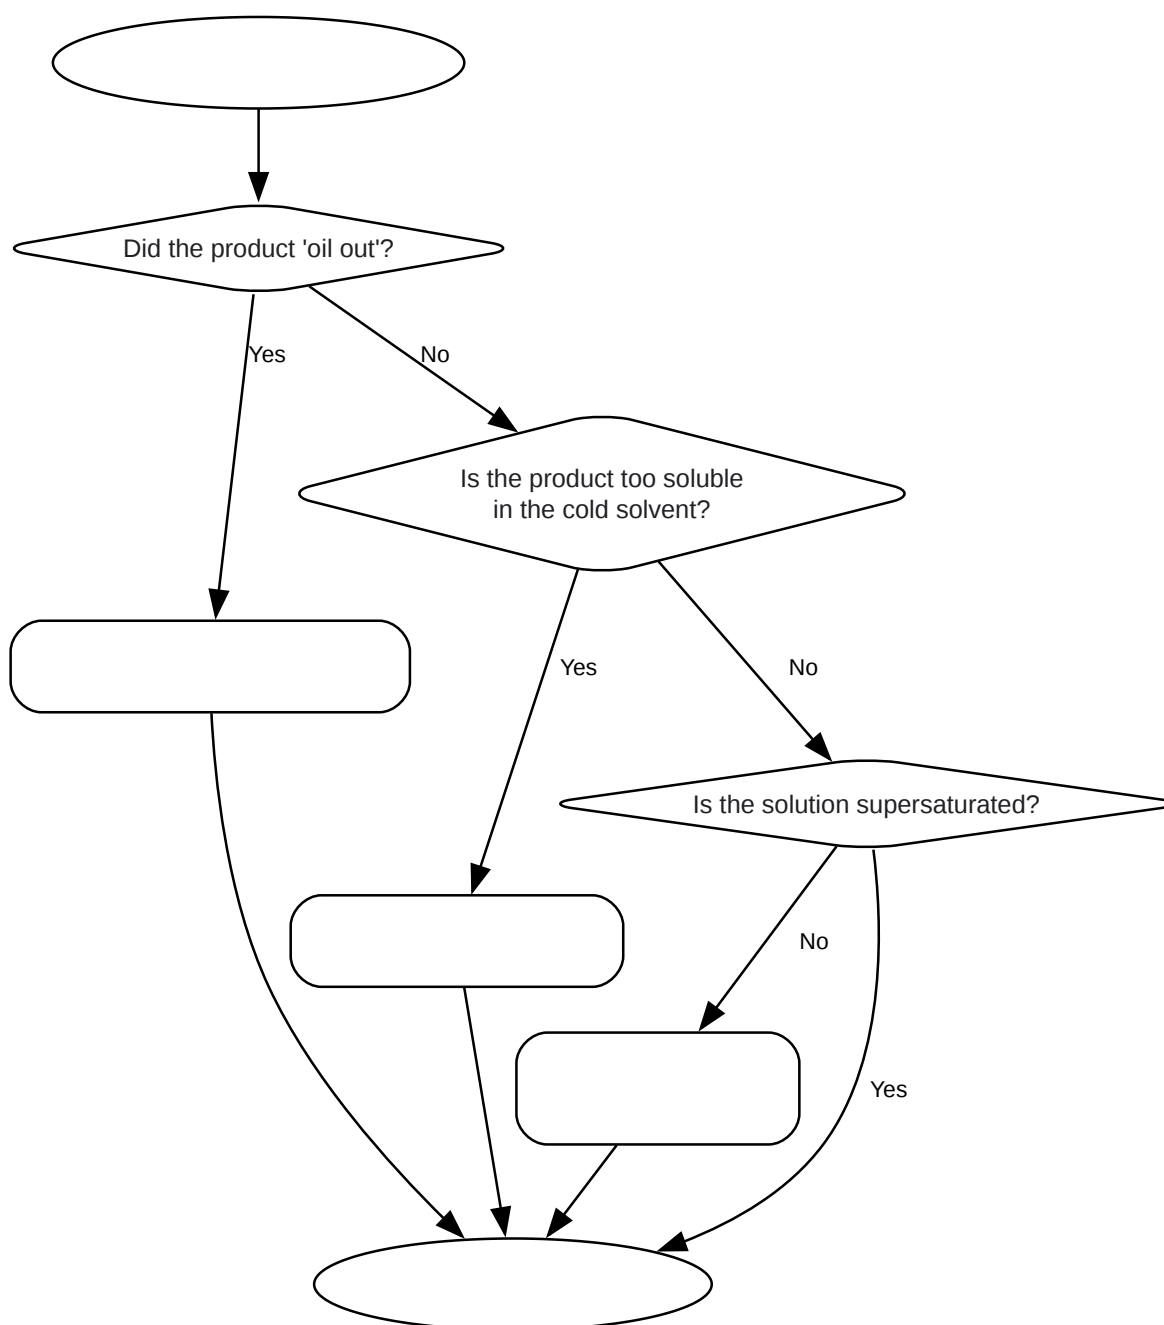 Did the product 'oil out'?
Yes
No
Is the product too soluble
in the cold solvent?
Yes
No
Is the solution supersaturated?
No
Yes